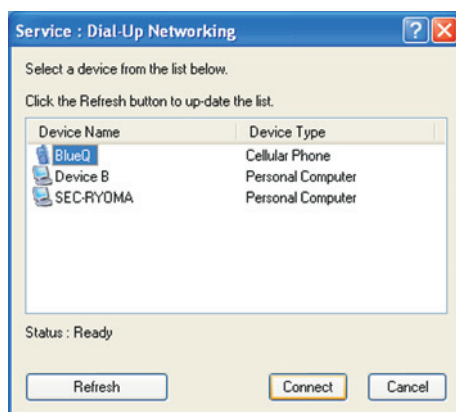 Service : Dial-Up Networking
Select a device from the list below.
Click the Refresh button to up-date the list.
Device Name Device Type
BlueQ Cellular Phone
Device B Personal Computer
SEC-RYOMA Personal Computer
Status : Ready
Refresh Connect Cancel